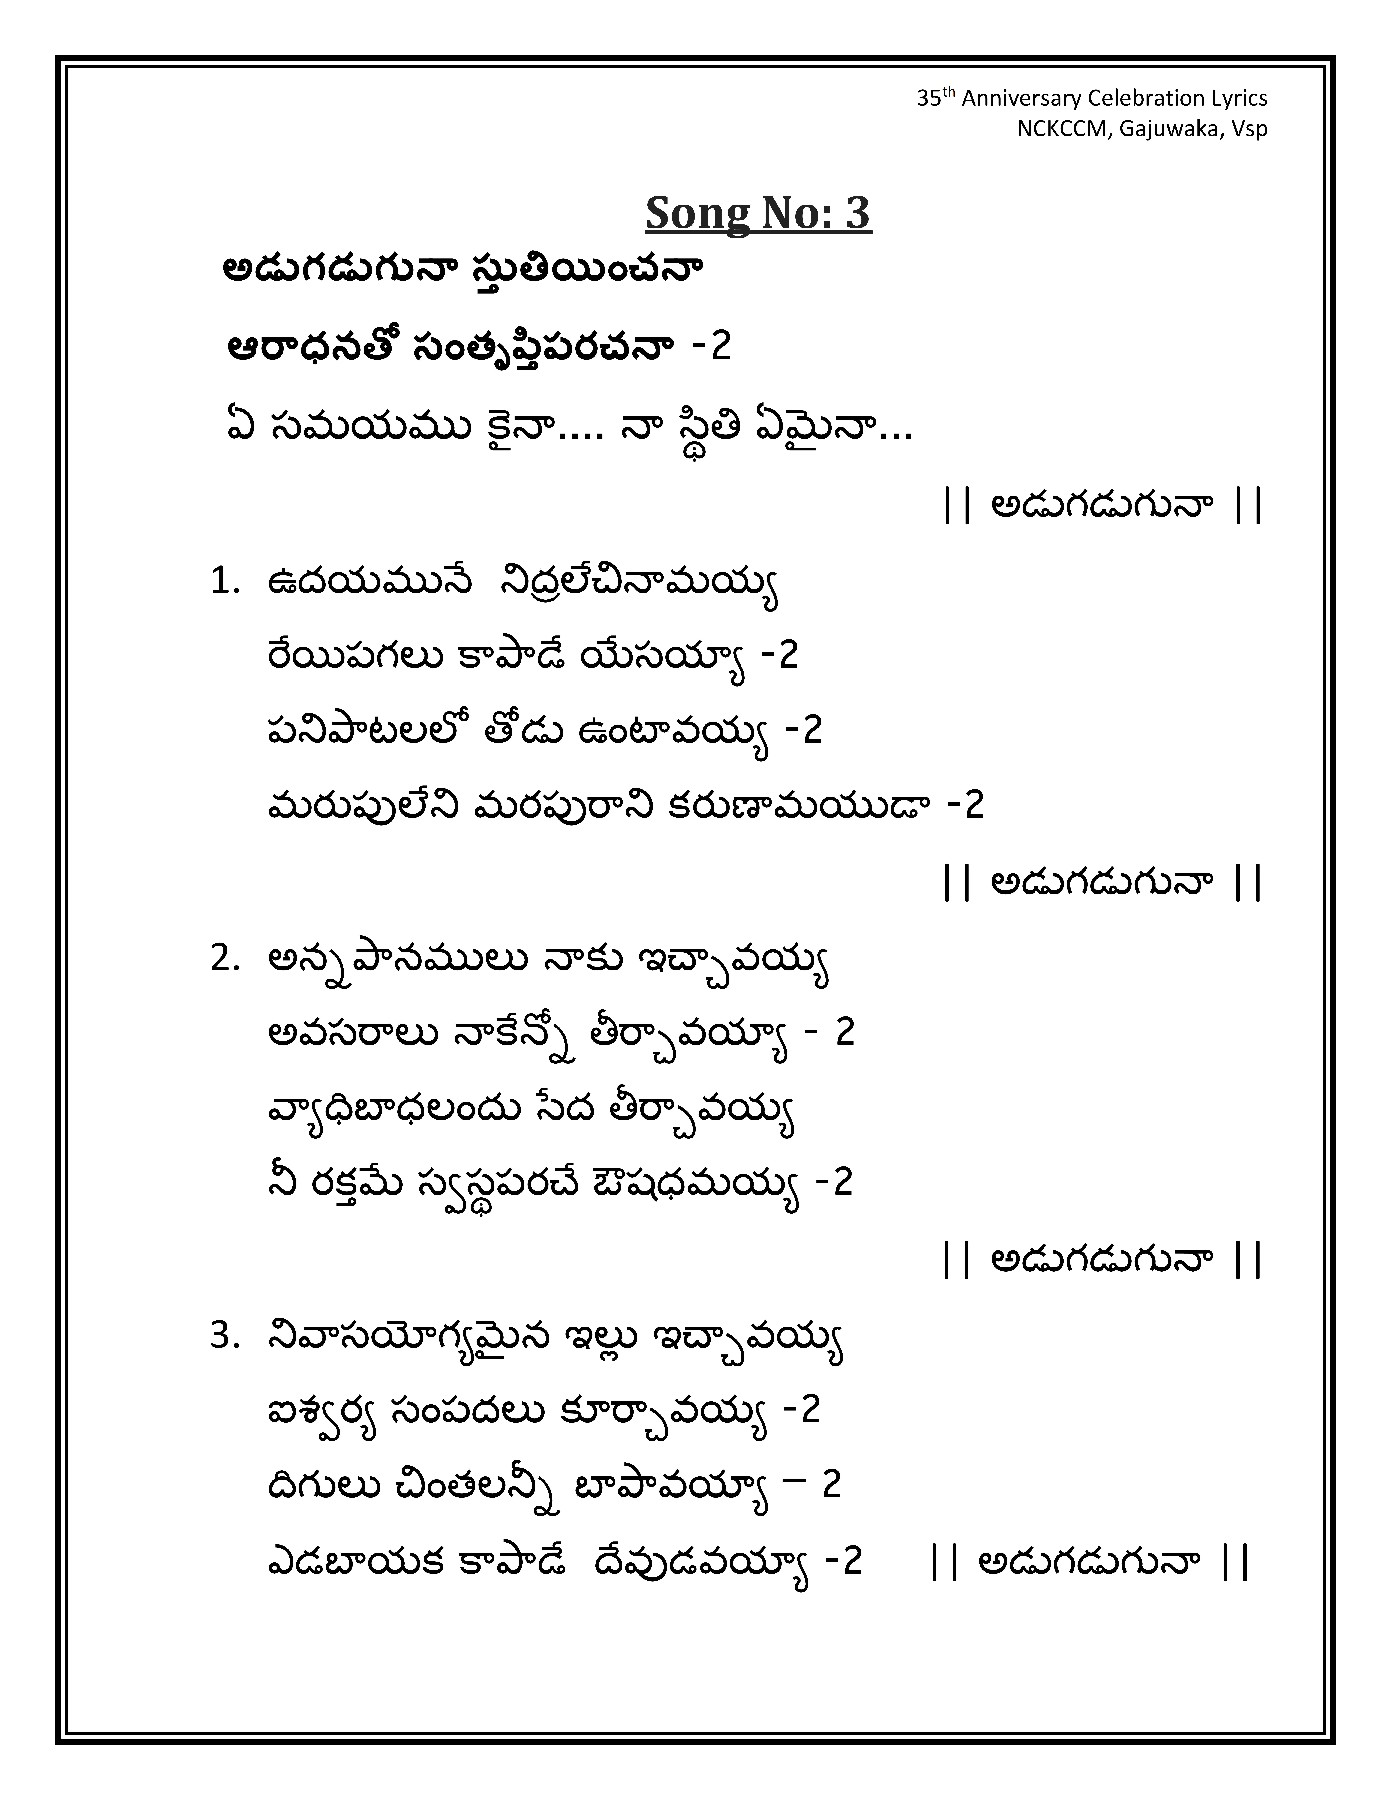 35th Anniversary Celebration Lyrics
NCKCCM, Gajuwaka, Vsp
Song No: 3
అడుగడుగునా స్తుతియించనా
ఆరాధనతో సంతృప్తిపరచనా -2
ఏ సమయము కైనా.... నా స్థితి ఏమైనా...
|| అడుగడుగునా ||
1. ఉదయమునే నిద్రలేచినామయ్య
రేయిపగలు కాపాడే యేసయ్యా -2
పనిపాటలలో తోడు ఉంటావయ్య -2
మరుపులేని మరపురాని కరుణామయుడా -2
|| అడుగడుగునా ||
2. అన్నపానములు నాకు ఇచ్చావయ్య
అవసరాలు నాకేన్నో తీర్చావయ్యా - 2
వ్యాధిబాధలందు సేద తీర్చావయ్య
నీ రక్తమే స్వస్థపరచే ఔషధమయ్య -2
|| అడుగడుగునా ||
3. నివాసయోగ్యమైన ఇల్లు ఇచ్చావయ్య
ఐశ్వర్య సంపదలు కూర్చావయ్య -2
దిగులు చింతలన్నీ బాపావయ్యా – 2
ఎడబాయక కాపాడే దేవుడవయ్యా -2 || అడుగడుగునా ||